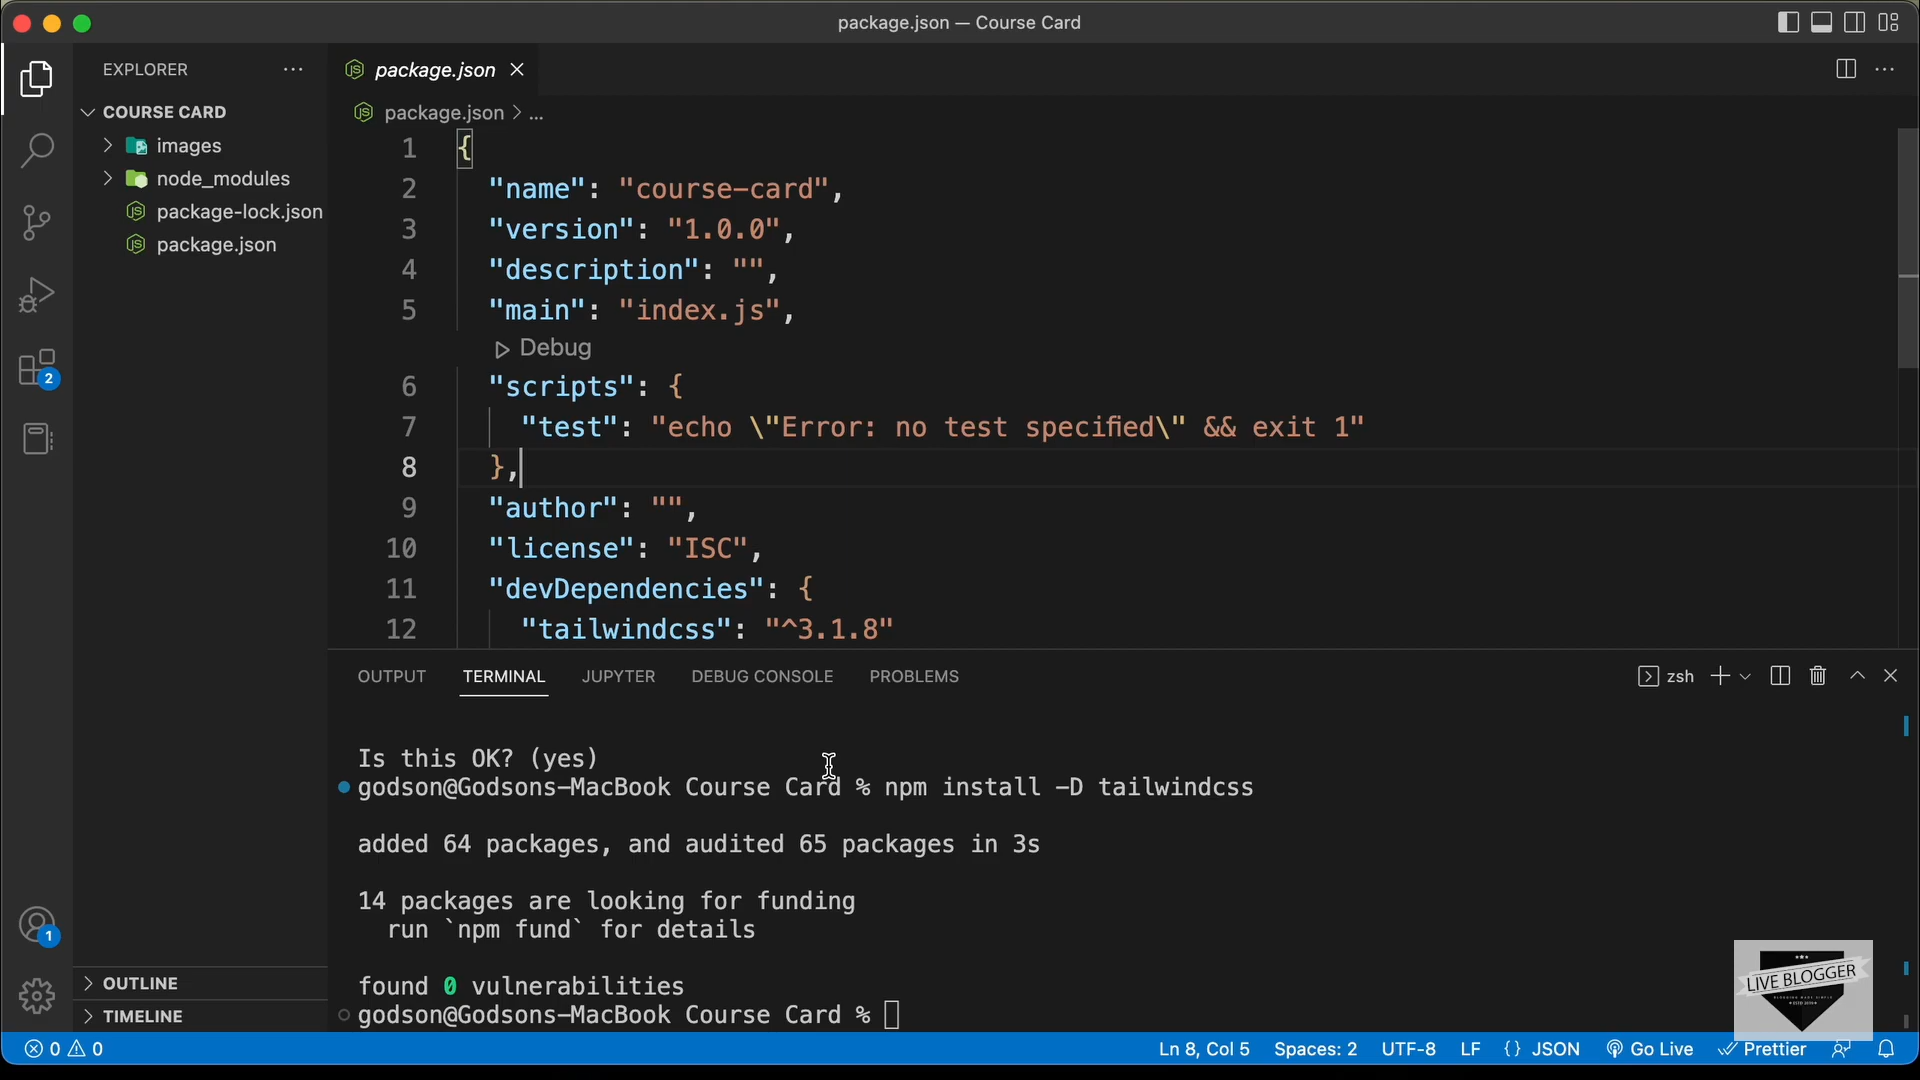 package.json — Course Card
EXPLORER
COURSE CARD
images
node_modules
package-lock.json
package.json
2
1
OUTLINE
TIMELINE
package.json
package.json > ...
1 {
2 "name": "course-card",
3 "version": "1.0.0",
4 "description": "",
5 "main": "index.js",
Debug
6 "scripts": {
7 "test": "echo \"Error: no test specified\" && exit 1"
8 },
9 "author": "",
10 "license": "ISC",
11 "devDependencies": {
12 "tailwindcss": "^3.1.8"
OUTPUT TERMINAL JUPYTER DEBUG CONSOLE PROBLEMS zsh
Is this OK? (yes)
godson@Godsons-MacBook Course Card % npm install -D tailwindcss
added 64 packages, and audited 65 packages in 3s
14 packages are looking for funding
run `npm fund` for details
found 0 vulnerabilities
godson@Godsons-MacBook Course Card %
LIVE BLOGGER
0 0 Ln 8, Col 5 Spaces: 2 UTF-8 LF {} JSON Go Live Prettier